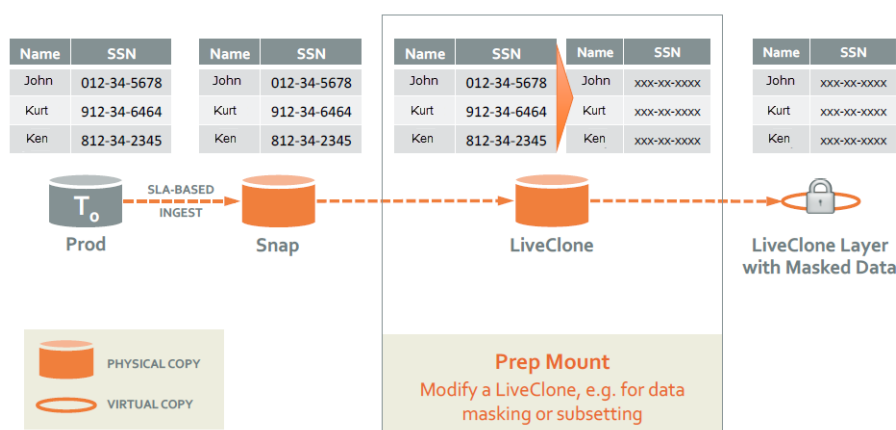 Name SSN
John 012-34-5678
Kurt 912-34-6464
Ken 812-34-2345
Name SSN
John 012-34-5678
Kurt 912-34-6464
Ken 812-34-2345
Name SSN
John 012-34-5678
Kurt 912-34-6464
Ken 812-34-2345
Name SSN
John xxx-xx-xxxx
Kurt xxx-xx-xxxx
Ken xxx-xx-xxxx
Name SSN
John xxx-xx-xxxx
Kurt xxx-xx-xxxx
Ken xxx-xx-xxxx
To
Prod
SLA-BASED
INGEST
Snap
LiveClone
LiveClone Layer
with Masked Data
PHYSICAL COPY
VIRTUAL COPY
Prep Mount
Modify a LiveClone, e.g. for data
masking or subsetting